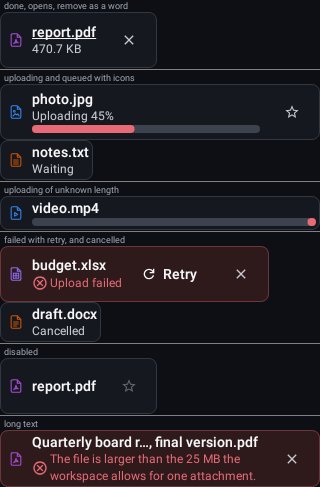 done, opens, remove as a word
report.pdf
470.7 KB
uploading and queued with icons
photo.jpg
Uploading 45%
notes.txt
Waiting
uploading of unknown length
video.mp4
failed with retry, and cancelled
budget.xlsx
Upload failed
Retry
draft.docx
Cancelled
disabled
report.pdf
long text
Quarterly board r…, final version.pdf
The file is larger than the 25 MB the
workspace allows for one attachment.